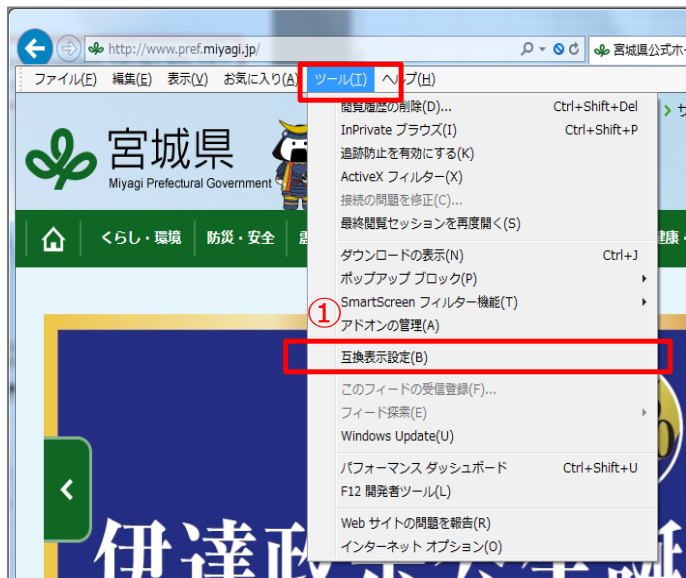 http://www.pref.miyagi.jp/
宮城県公式ホ
ファイル(F) 編集(E) 表示(V) お気に入り(A) ツール(T) ヘルプ(H)
閲覧履歴の削除(D)... Ctrl+Shift+Del
InPrivate ブラウズ(I) Ctrl+Shift+P
追跡防止を有効にする(K)
ActiveX フィルター(X)
接続の問題を修正(C)...
最終閲覧セッションを再度開く(S)
ダウンロードの表示(N) Ctrl+J
ポップアップ ブロック(P)
SmartScreen フィルター機能(T)
①
アドオンの管理(A)
互換表示設定(B)
このフィードの受信登録(F)...
フィード探索(E)
Windows Update(U)
パフォーマンス ダッシュボード Ctrl+Shift+U
F12 開発者ツール(L)
Web サイトの問題を報告(R)
インターネット オプション(O)
宮城県
Miyagi Prefectural Government
くらし・環境 防災・安全
健康・
伊達政